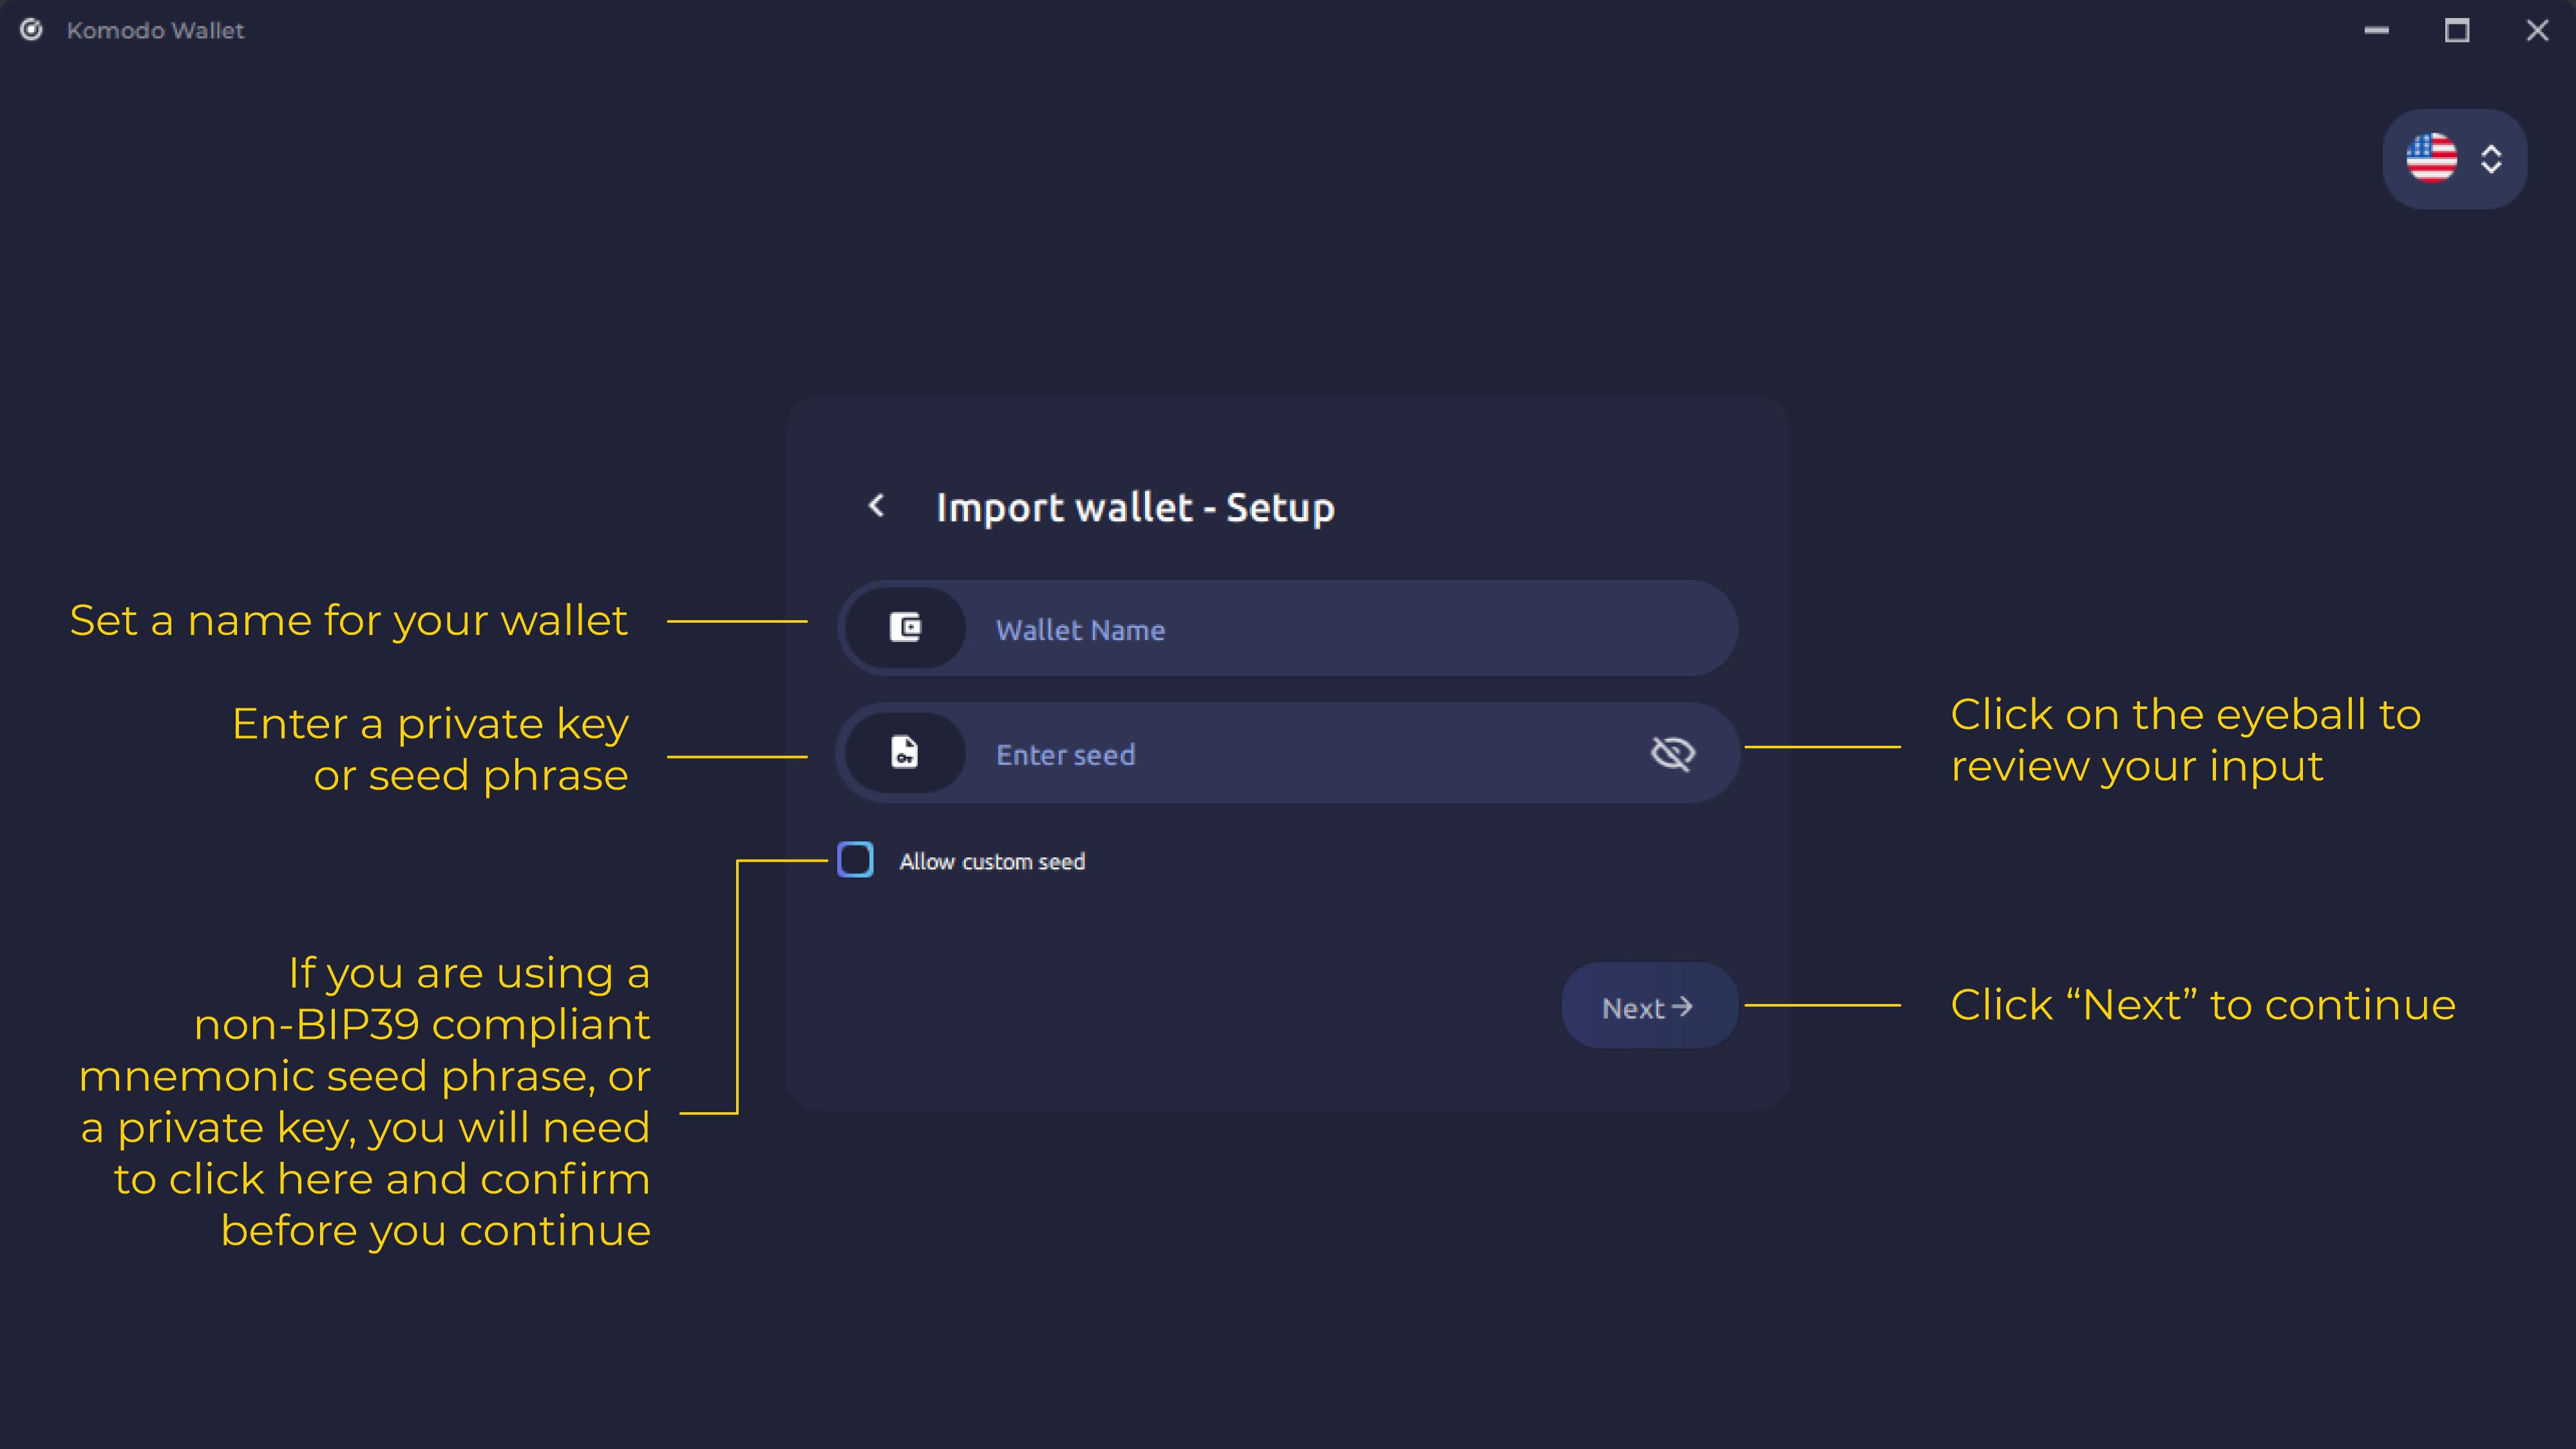 Komodo Wallet
Import wallet - Setup
Set a name for your wallet
Wallet Name
Enter a private key
or seed phrase
Enter seed
Click on the eyeball to
review your input
Allow custom seed
If you are using a
non-BIP39 compliant
mnemonic seed phrase, or
a private key, you will need
to click here and confirm
before you continue
Next
Click “Next” to continue